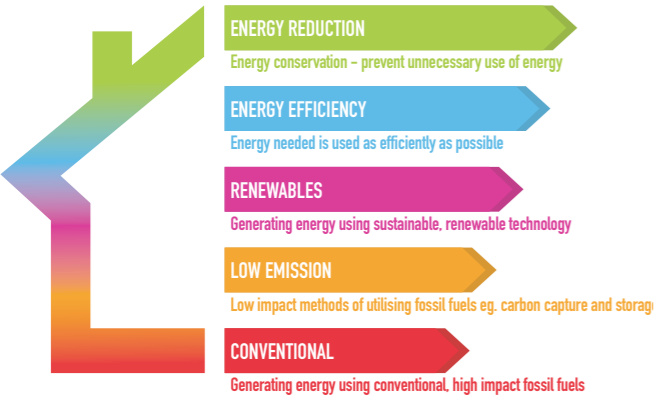 ENERGY REDUCTION
Energy conservation – prevent unnecessary use of energy
ENERGY EFFICIENCY
Energy needed is used as efficiently as possible
RENEWABLES
Generating energy using sustainable, renewable technology
LOW EMISSION
Low impact methods of utilising fossil fuels eg. carbon capture and storag
CONVENTIONAL
Generating energy using conventional, high impact fossil fuels